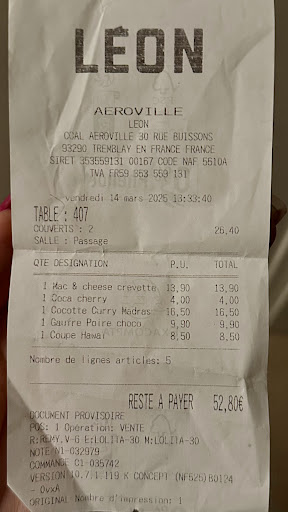 LÉON
AEROVILLE
LEON
CCAL AEROVILLE 30 RUE BUISSONS
93290 TREMBLAY EN FRANCE FRANCE
SIRET 353559131 00167 CODE NAF 5610A
TVA FR59 353 559 131
vendredi 14 mars 2025 13:33:40
TABLE : 407
COUVERTS : 2 26,40
SALLE : Passage
QTE DESIGNATION P.U. TOTAL
1 Mac & cheese crevette 13,90 13,90
1 Coca cherry 4,00 4,00
1 Cocotte Curry Madras 16,50 16,50
1 Gaufre Poire choco 9,90 9,90
1 Coupe Hawaï 8,50 8,50
Nombre de lignes articles: 5
RESTE A PAYER 52,80€
DOCUMENT PROVISOIRE
POS: 1 Operation: VENTE
R:REMY,V-6 E:LOLITA-30 M:LOLITA-30
NOTE N1-032979
COMMANDE C1-035742
VERSION 10.7/1.119 K CONCEPT (NF525)B0124
- OvxA
ORIGINAL Nombre d'impression: 1